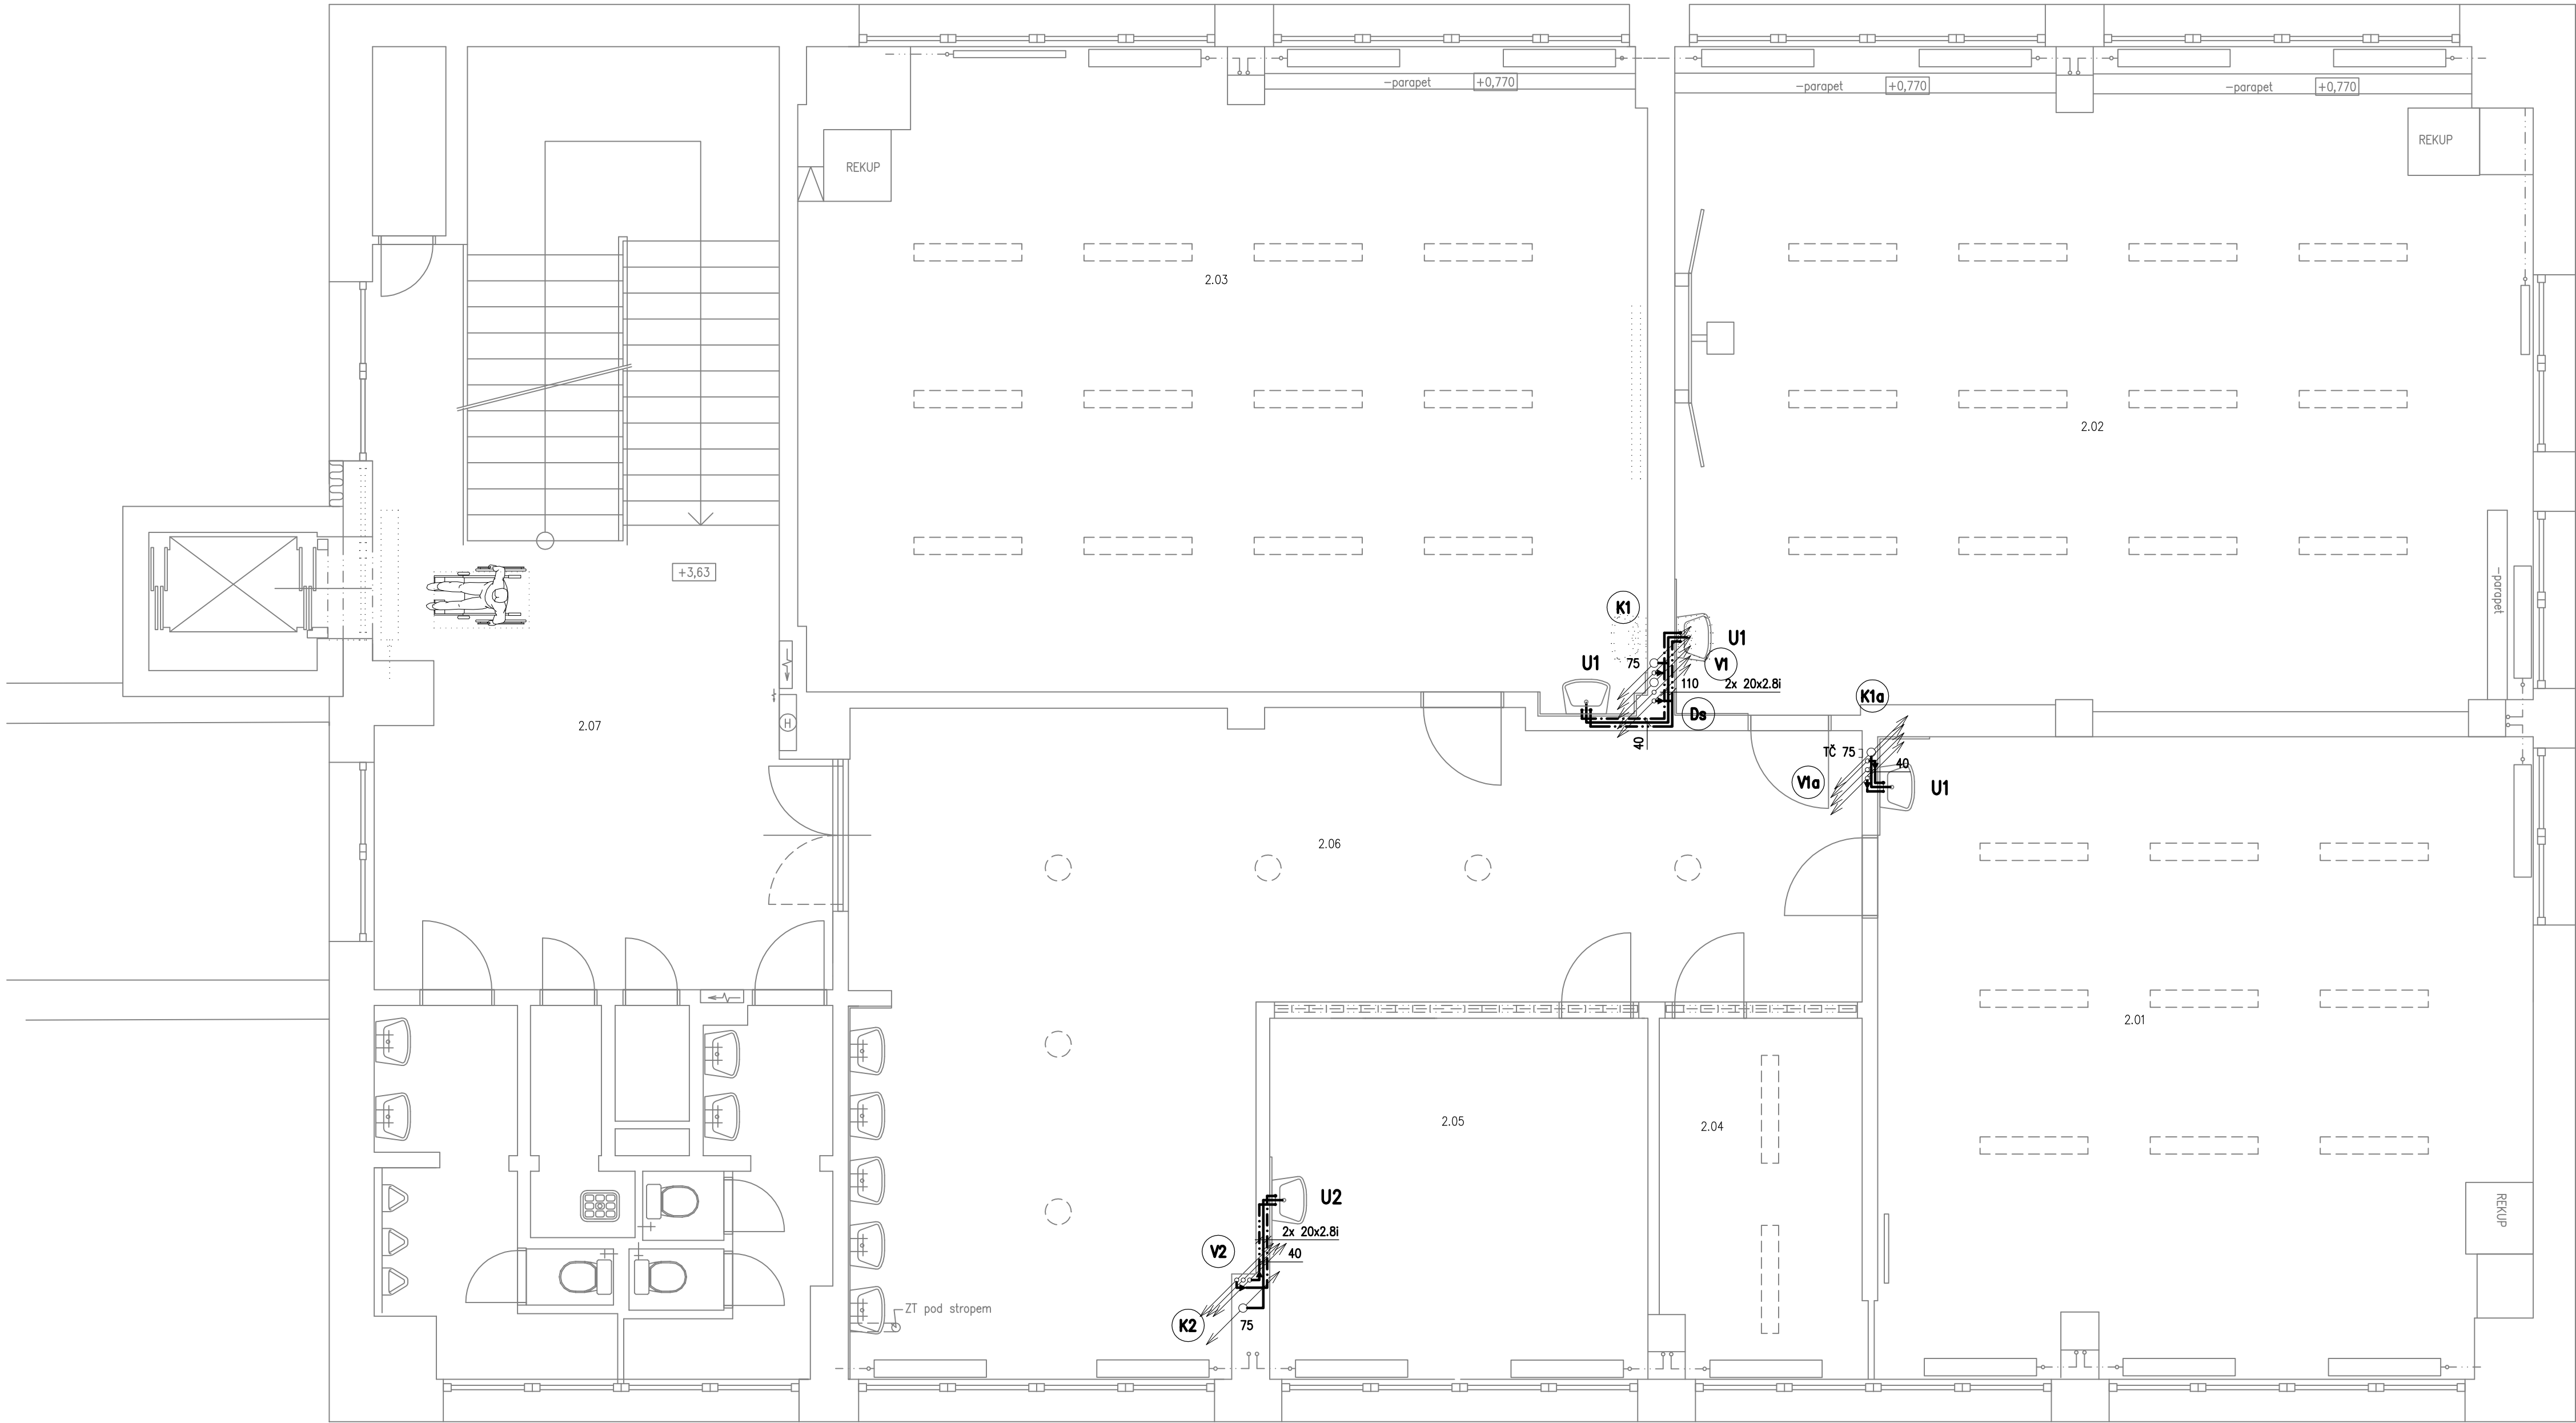 -parapet +0,770
-parapet +0,770
-parapet +0,770
REKUP
REKUP
2.03
2.02
+3,63
-parapet
K1
U1
U1
75
V1
110
2x 20x2.8i
K1a
Ds
2.07
H
40
TČ 75
40
V1a
U1
2.06
2.01
2.05
2.04
U2
REKUP
2x 20x2.8i
V2
40
ZT pod stropem
K2
75